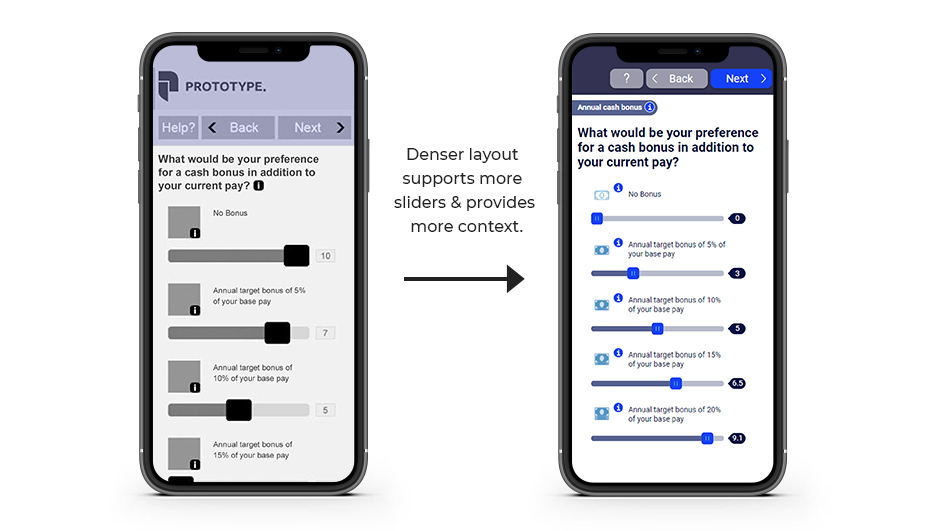 PROTOTYPE.
Help?
Back
Next
What would be your preference
for a cash bonus in addition to
your current pay? i
No Bonus
i
10
Annual target bonus of 5%
of your base pay
i
7
Annual target bonus of
10% of your base pay
i
5
Annual target bonus of
15% of your base pay
i
Denser layout
supports more
sliders & provides
more context.
?
Back
Next
Annual cash bonus i
What would be your preference
for a cash bonus in addition to
your current pay?
i
No Bonus
0
i
Annual target bonus of 5% of
your base pay
3
i
Annual target bonus of 10%
of your base pay
5
i
Annual target bonus of 15%
of your base pay
6.5
i
Annual target bonus of 20%
of your base pay
9.1